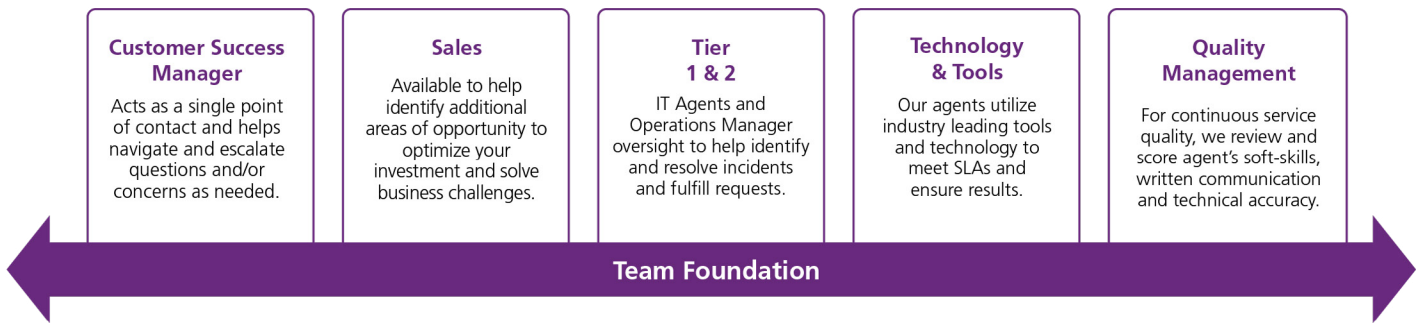 Customer Success
Manager
Acts as a single point
of contact and helps
navigate and escalate
questions and/or
concerns as needed.
Sales
Available to help
identify additional
areas of opportunity to
optimize your
investment and solve
business challenges.
Tier
1 & 2
IT Agents and
Operations Manager
oversight to help identify
and resolve incidents
and fulfill requests.
Technology
& Tools
Our agents utilize
industry leading tools
and technology to
meet SLAs and
ensure results.
Quality
Management
For continuous service
quality, we review and
score agent’s soft-skills,
written communication
and technical accuracy.
Team Foundation